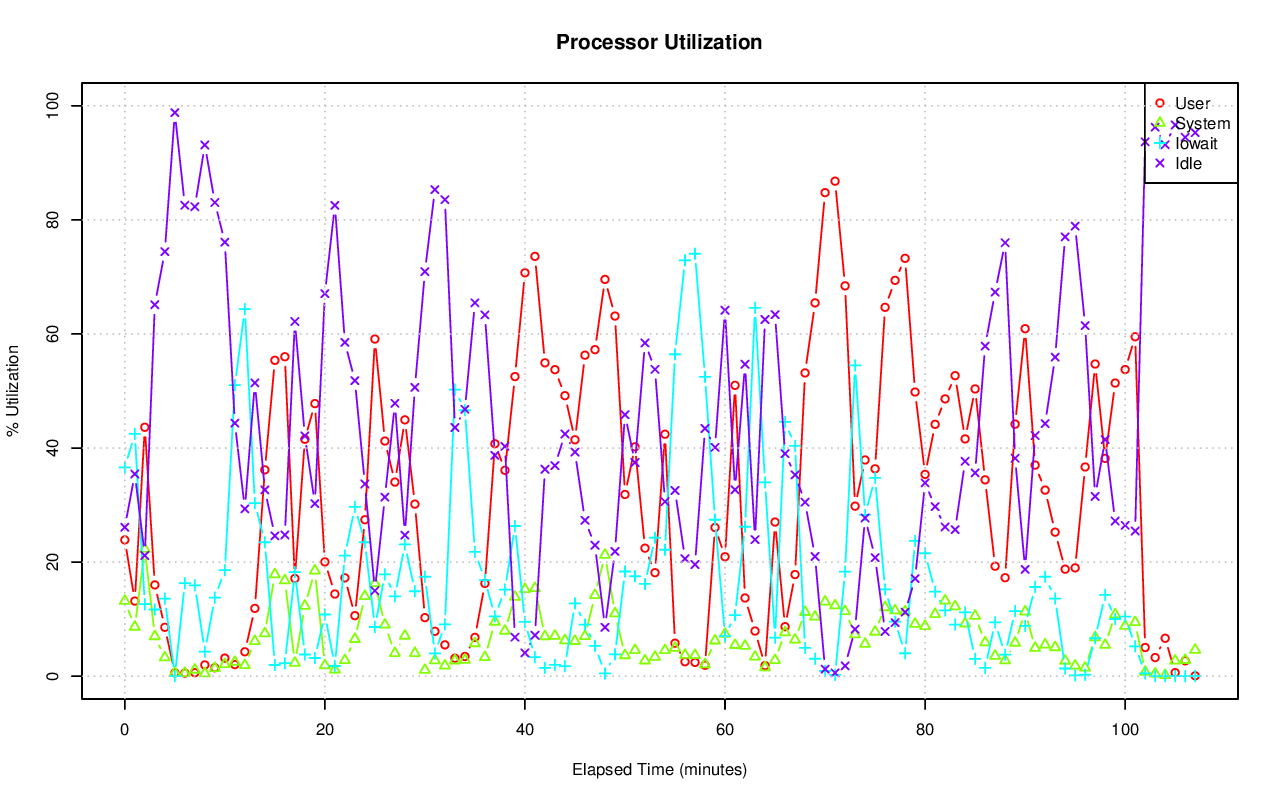 Processor Utilization
% Utilization
100
80
60
40
20
0
User
System
Iowait
Idle
0 20 40 60 80 100
Elapsed Time (minutes)